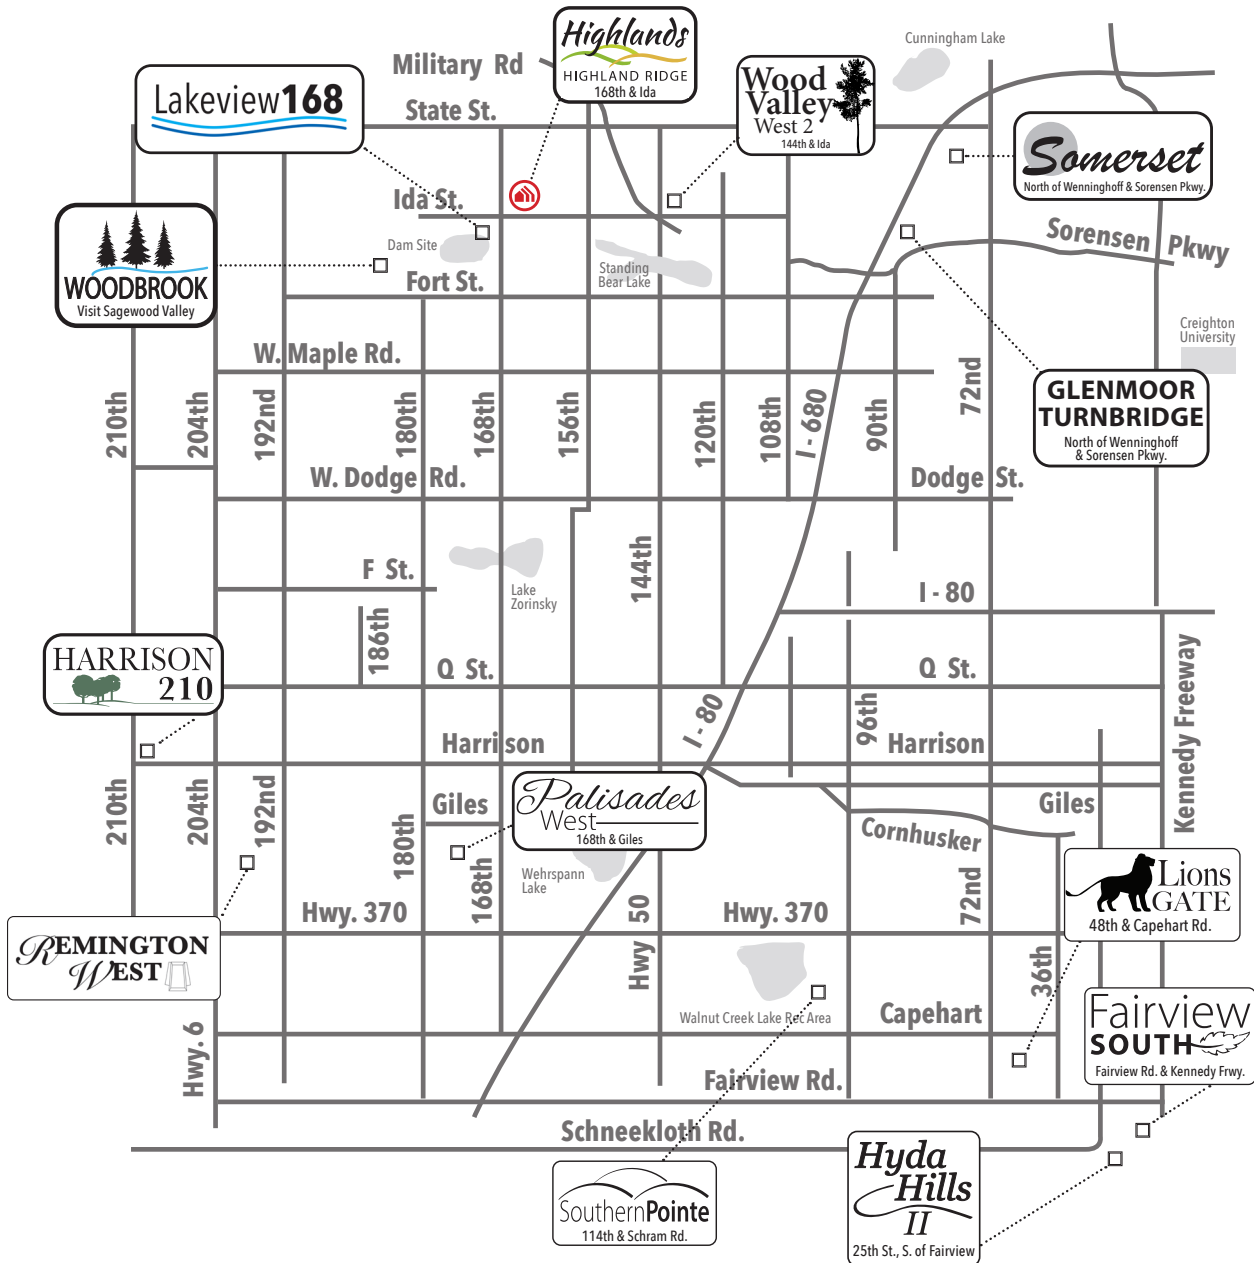 Highlands
HIGHLAND RIDGE
168th & Ida
Cunningham Lake
Military Rd
Lakeview168
State St.
Wood
Valley
West 2
144th & Ida
Somerset
North of Wenninghoff & Sorensen Pkwy.
Ida St.
WOODBROOK
Visit Sagewood Valley
Dam Site
Standing
Bear Lake
Sorensen Pkwy
Fort St.
Creighton
University
W. Maple Rd.
GLENMOOR
TURNBRIDGE
North of Wenninghoff
& Sorensen Pkwy.
210th
204th
192nd
180th
168th
156th
120th
108th
I - 680
90th
72nd
W. Dodge Rd.
Dodge St.
144th
F St.
Lake
Zorinsky
I - 80
186th
HARRISON
210
Q St.
Q St.
Kennedy Freeway
I - 80
96th
Harrison
Harrison
210th
204th
192nd
180th
Giles
Palisades
West
168th & Giles
Giles
Cornhusker
Wehrspann
Lake
168th
Lions
GATE
48th & Capehart Rd.
Hwy. 370
Hwy 50
Hwy. 370
72nd
36th
REMINGTON
WEST
Walnut Creek Lake Rec Area
Capehart
Fairview
SOUTH
Fairview Rd. & Kennedy Frwy.
Hwy. 6
Fairview Rd.
Schneekloth Rd.
Hyda
Hills
II
25th St., S. of Fairview
SouthernPointe
114th & Schram Rd.